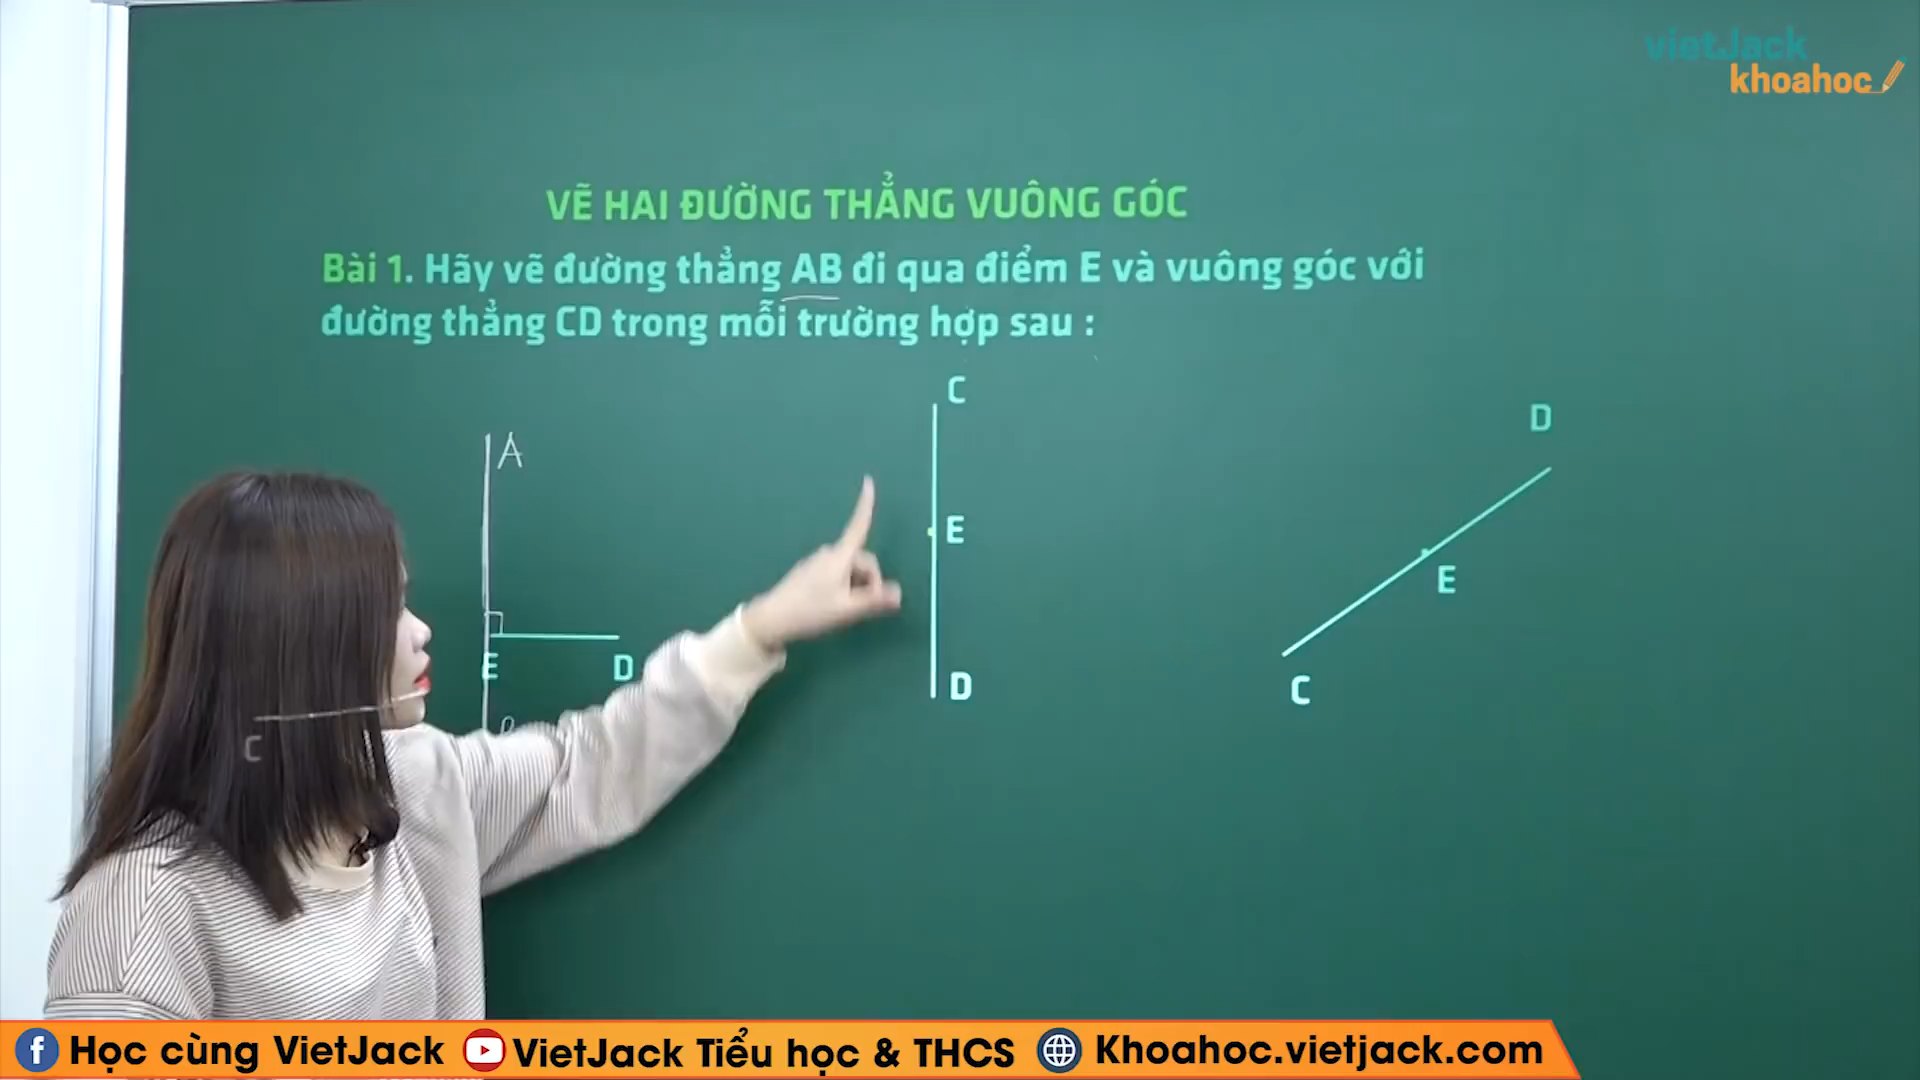 vietJack
khoahoc
VẼ HAI ĐƯỜNG THẲNG VUÔNG GÓC
Bài 1. Hãy vẽ đường thẳng AB đi qua điểm E và vuông góc với
đường thẳng CD trong mỗi trường hợp sau :
C
D
A
E
E
E
D
D
C
C
Học cùng VietJack
VietJack Tiểu học & THCS
Khoahoc.vietjack.com